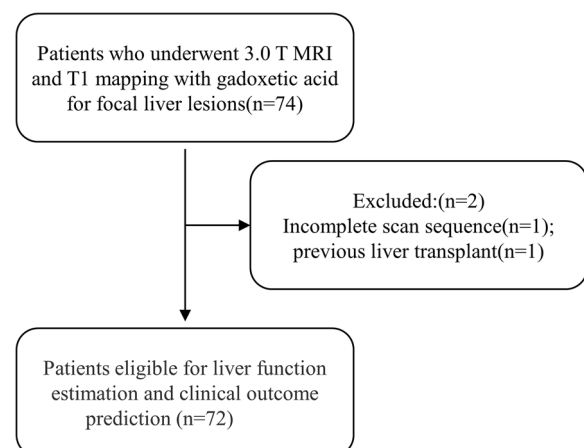 Patients who underwent 3.0 T MRI
and T1 mapping with gadoxetic acid
for focal liver lesions(n=74)
Excluded:(n=2)
Incomplete scan sequence(n=1);
previous liver transplant(n=1)
Patients eligible for liver function
estimation and clinical outcome
prediction (n=72)